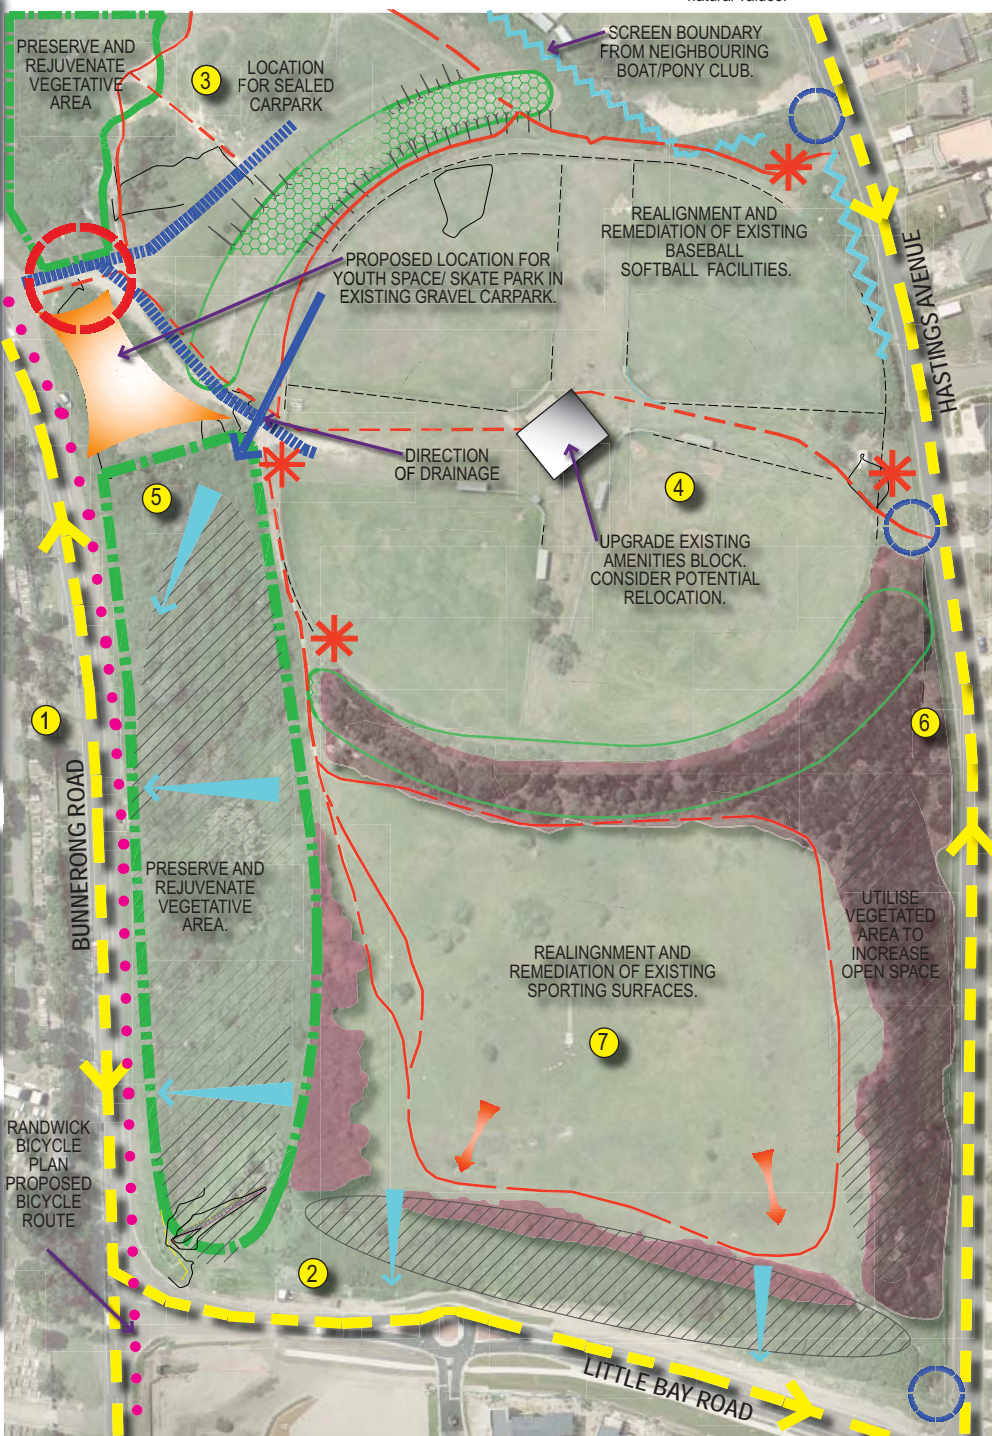 natural values.
PRESERVE AND
REJUVENATE
VEGETATIVE
AREA
3
LOCATION
FOR SEALED
CARPARK
SCREEN BOUNDARY
FROM NEIGHBOURING
BOAT/PONY CLUB.
REALIGNMENT AND
REMEDIATION OF EXISTING
BASEBALL
SOFTBALL FACILITIES.
PROPOSED LOCATION FOR
YOUTH SPACE/ SKATE PARK IN
EXISTING GRAVEL CARPARK.
HASTINGS AVENUE
DIRECTION
OF DRAINAGE
4
5
UPGRADE EXISTING
AMENITIES BLOCK.
CONSIDER POTENTIAL
RELOCATION.
1
6
BUNNERONG ROAD
PRESERVE AND
REJUVENATE
VEGETATIVE
AREA.
UTILISE
VEGETATED
AREA TO
INCREASE
OPEN SPACE
REALINGNMENT AND
REMEDIATION OF EXISTING
SPORTING SURFACES.
7
RANDWICK
BICYCLE
PLAN
PROPOSED
BICYCLE
ROUTE
2
LITTLE BAY ROAD